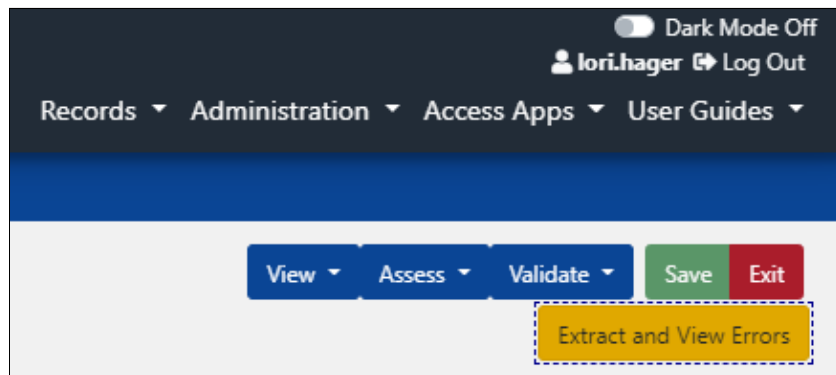 Dark Mode Off
lori.hager Log Out
Records Administration Access Apps User Guides
View Assess Validate Save Exit
Extract and View Errors